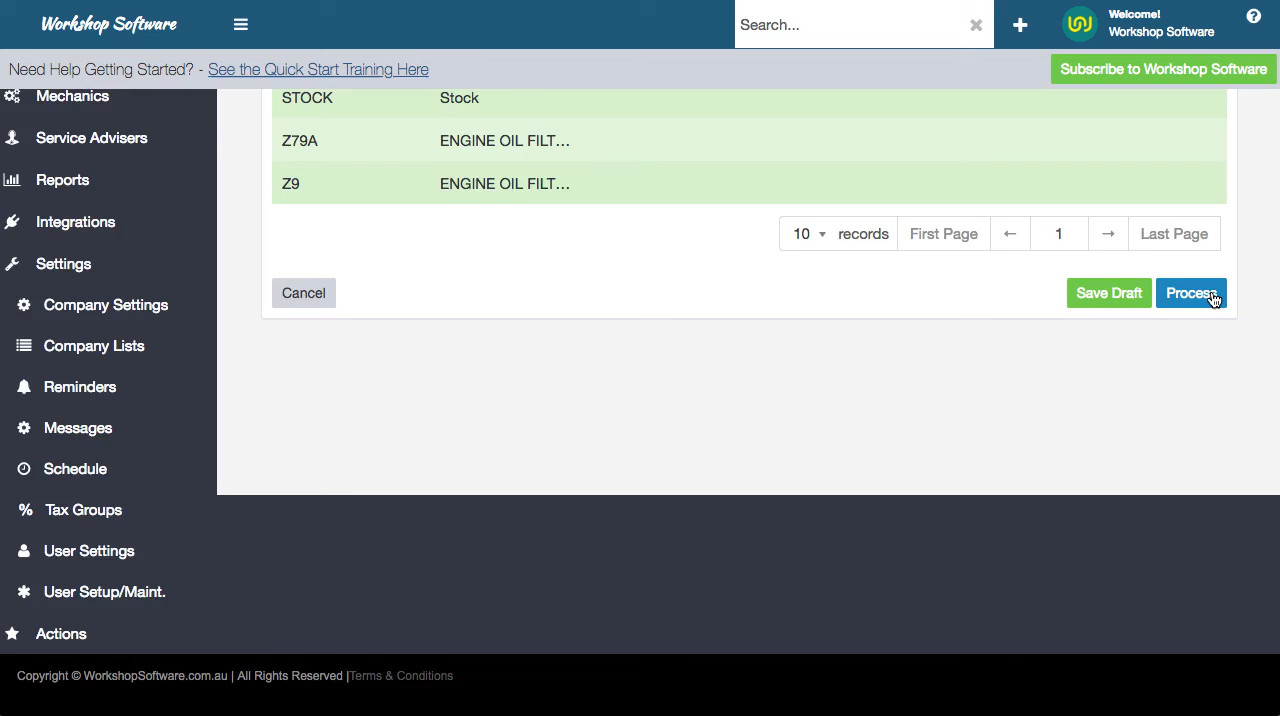 Workshop Software
Search...
Welcome!
Workshop Software
Need Help Getting Started? - See the Quick Start Training Here
Subscribe to Workshop Software
Mechanics
Service Advisers
Reports
Integrations
Settings
Company Settings
Company Lists
Reminders
Messages
Schedule
% Tax Groups
User Settings
User Setup/Maint.
Actions
STOCK Stock
Z79A ENGINE OIL FILT...
Z9 ENGINE OIL FILT...
10 records First Page ← 1 → Last Page
Cancel Save Draft Process
Copyright © WorkshopSoftware.com.au | All Rights Reserved |Terms & Conditions